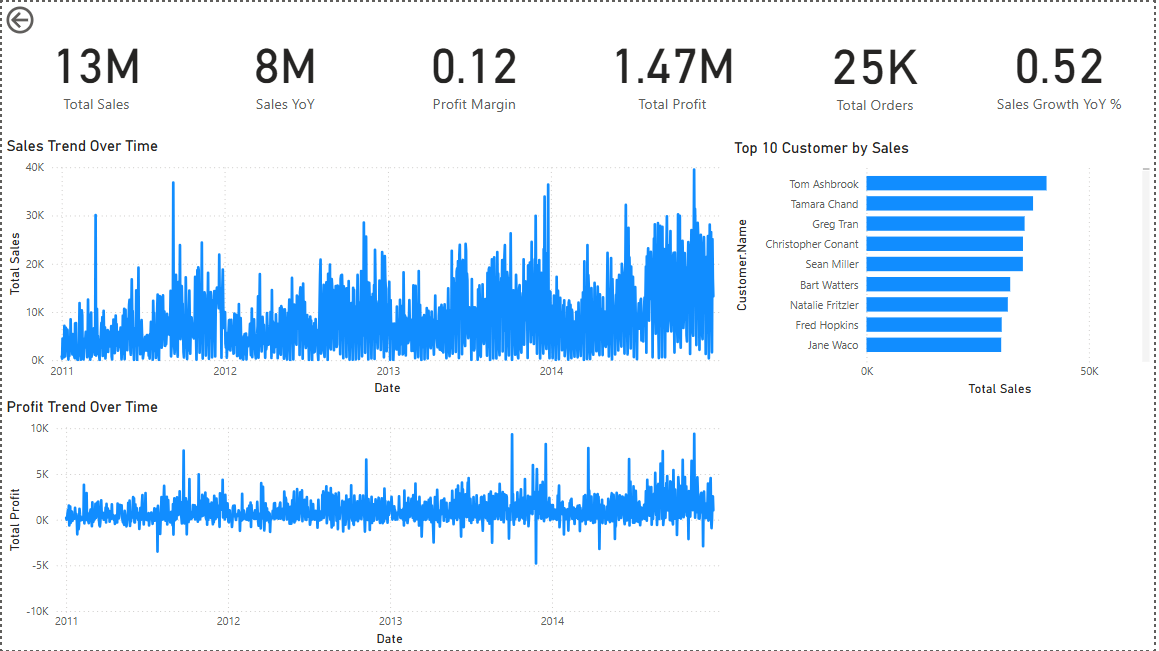 13M
Total Sales
8M
Sales YoY
0.12
Profit Margin
1.47M
Total Profit
25K
Total Orders
0.52
Sales Growth YoY %
Sales Trend Over Time
Total Sales
40K
30K
20K
10K
0K
2011
2012
2013
2014
Date
Top 10 Customer by Sales
Customer.Name
Tom Ashbrook
Tamara Chand
Greg Tran
Christopher Conant
Sean Miller
Bart Watters
Natalie Fritzler
Fred Hopkins
Jane Waco
0K
50K
Total Sales
Profit Trend Over Time
Total Profit
10K
5K
0K
-5K
-10K
2011
2012
2013
2014
Date